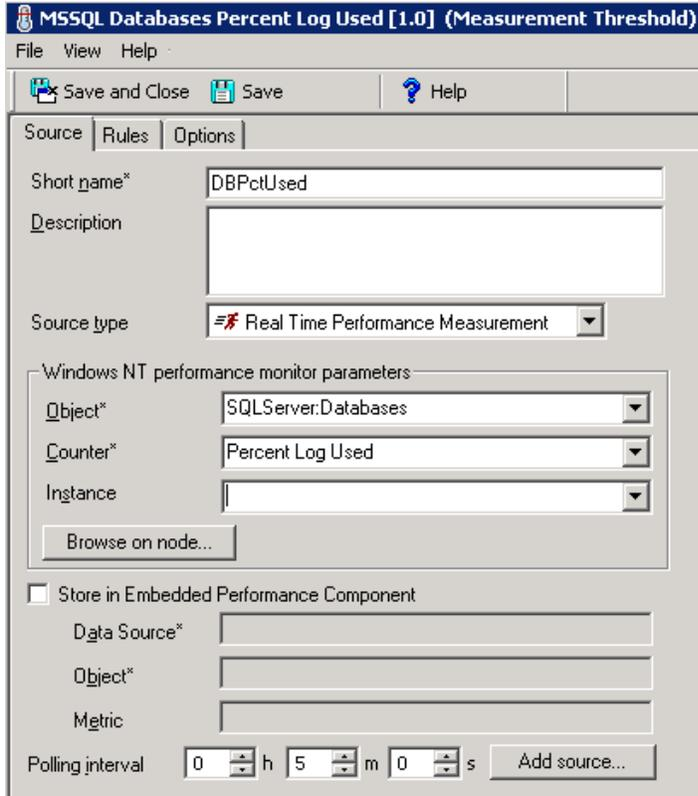 MSSQL Databases Percent Log Used [1.0] (Measurement Threshold)
File View Help
Save and Close Save Help
Source Rules Options
Short name* DBPctUsed
Description
Source type Real Time Performance Measurement
Windows NT performance monitor parameters
Object* SQLServer:Databases
Counter* Percent Log Used
Instance
Browse on node...
Store in Embedded Performance Component
Data Source*
Object*
Metric
Polling interval 0 h 5 m 0 s Add source...